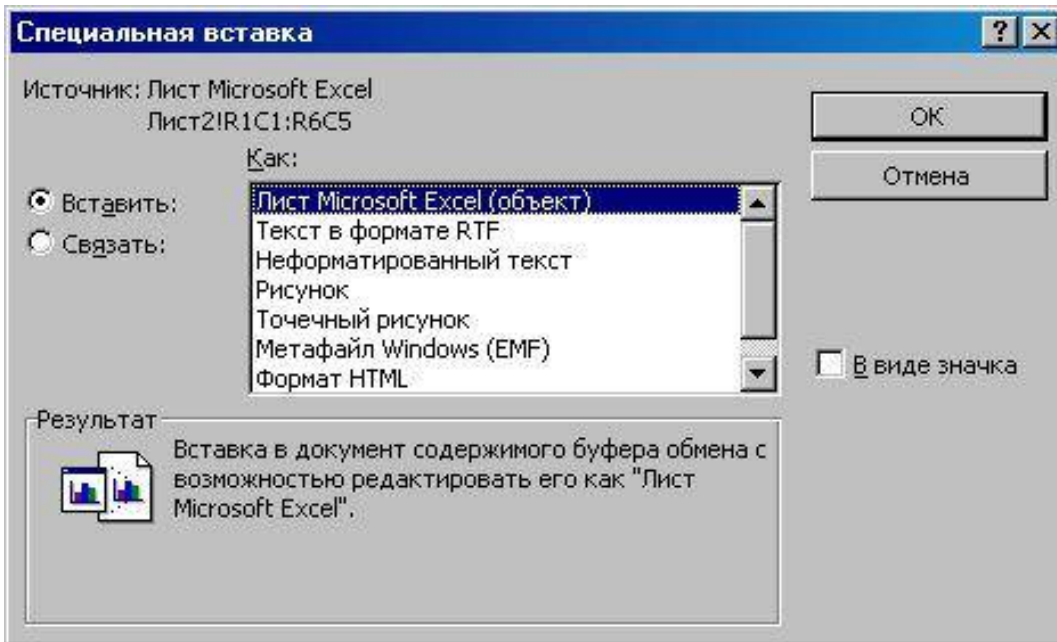 Специальная вставка
Источник: Лист Microsoft Excel
Лист2!R1C1:R6C5
Как:
Вставить:
Связать:
Лист Microsoft Excel (объект)
Текст в формате RTF
Неформатированный текст
Рисунок
Точечный рисунок
Метафайл Windows (EMF)
Формат HTML
OK
Отмена
В виде значка
Результат
Вставка в документ содержимого буфера обмена с
возможностью редактировать его как "Лист
Microsoft Excel".